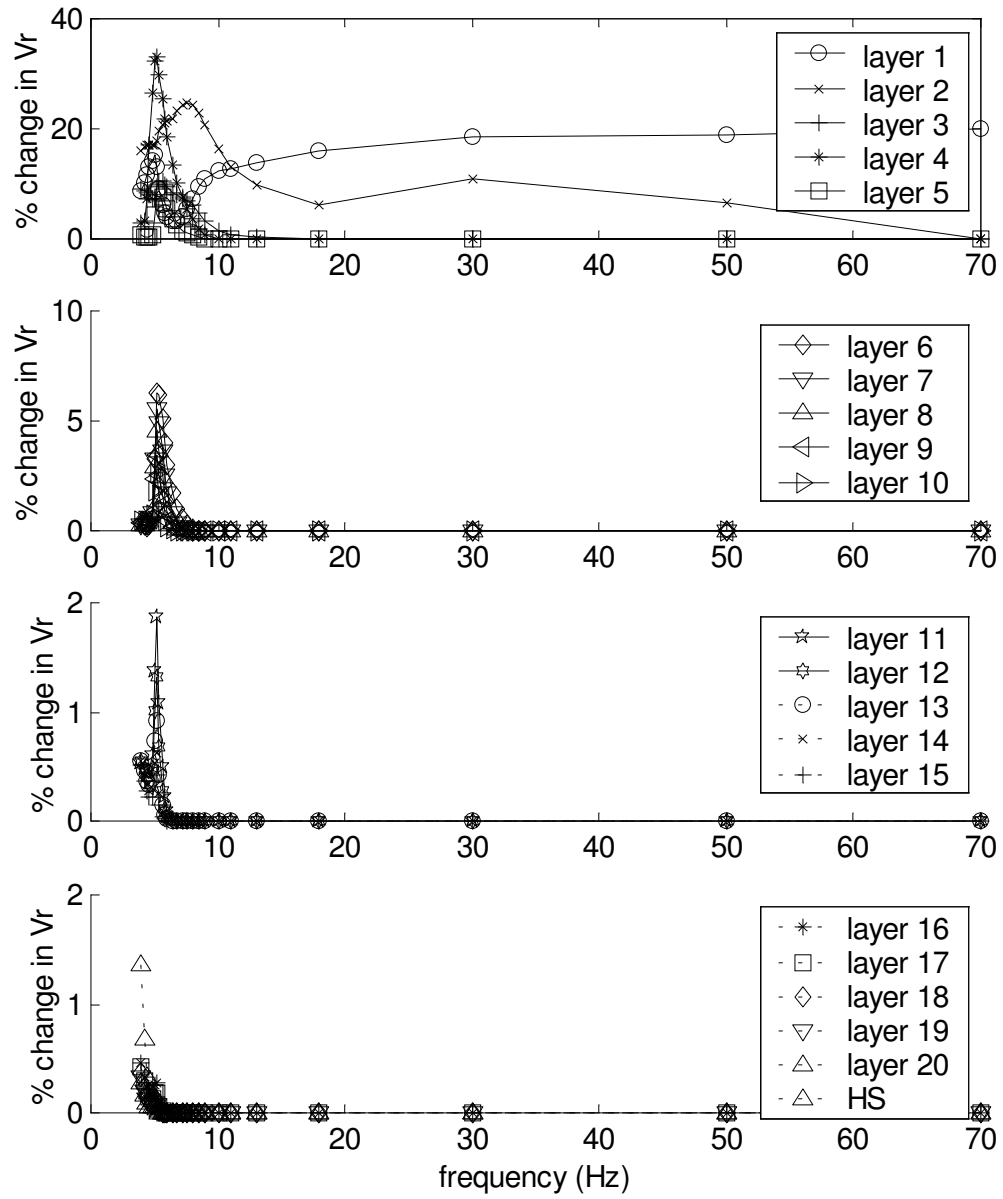 40
20
0
% change in Vr
0 10 20 30 40 50 60 70
layer 1
layer 2
layer 3
layer 4
layer 5
10
5
0
% change in Vr
0 10 20 30 40 50 60 70
layer 6
layer 7
layer 8
layer 9
layer 10
2
1
0
% change in Vr
0 10 20 30 40 50 60 70
layer 11
layer 12
layer 13
layer 14
layer 15
2
1
0
% change in Vr
0 10 20 30 40 50 60 70
layer 16
layer 17
layer 18
layer 19
layer 20
HS
frequency (Hz)